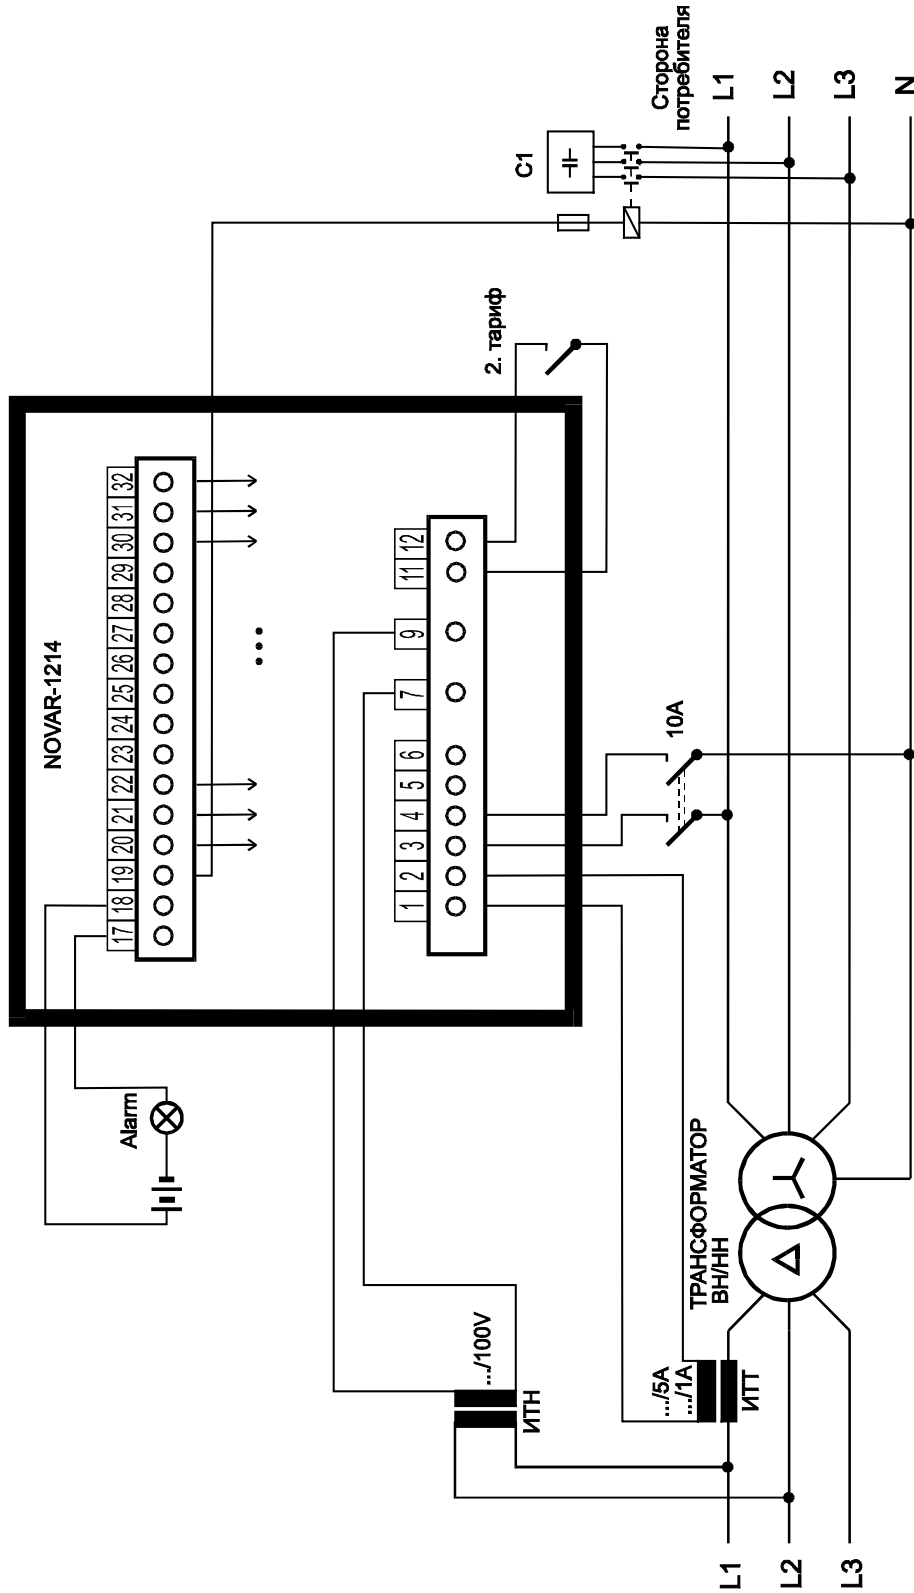 NOVAR-1214
17 18 19 20 21 22 23 24 25 26 27 28 29 30 31 32
1 2 3 4 5 6 7 9 11 12
Alarm
2. тариф
C1
Сторона
потребителя
10A
.../100V
ИТН
.../5A
.../1A
ИТТ
ТРАНСФОРМАТОР
ВН/НН
L1
L2
L3
L1
L2
L3
N